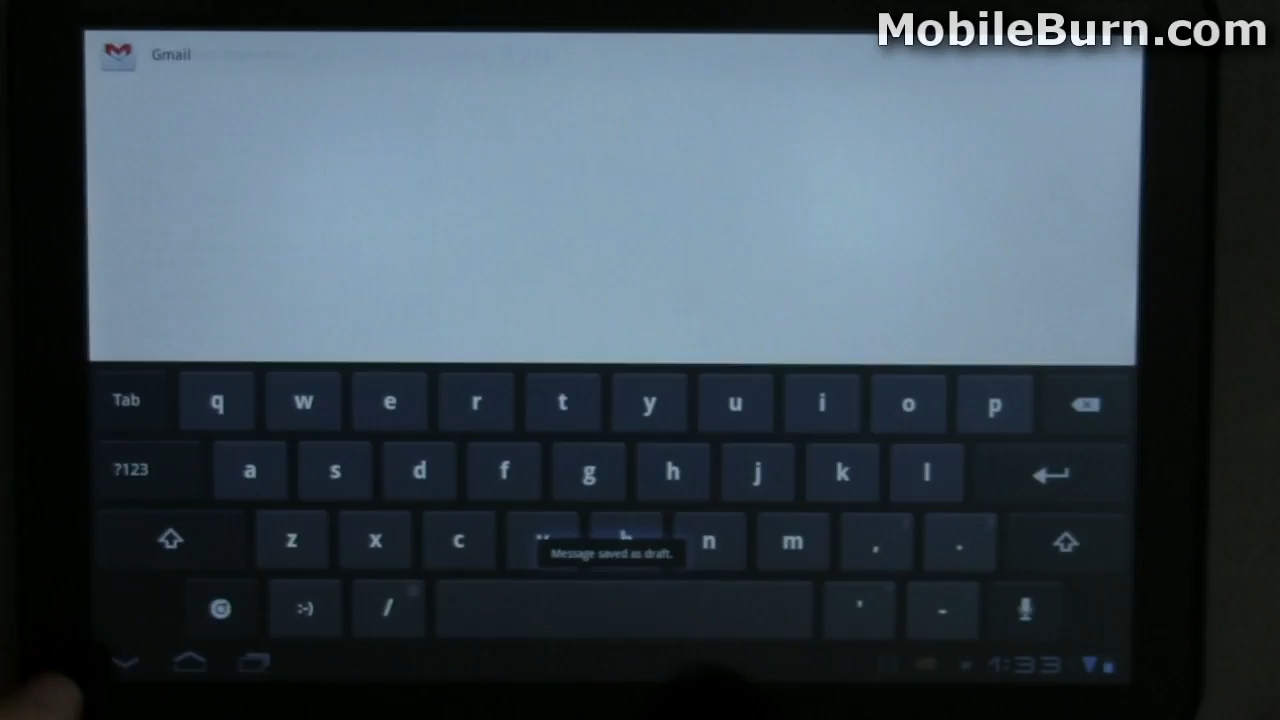 MobileBurn.com
Gmail
Tab q w e r t y u i o p
?123 a s d f g h j k l
z x c v b n m , .
Message saved as draft.
@ :-) / ' -
1:33